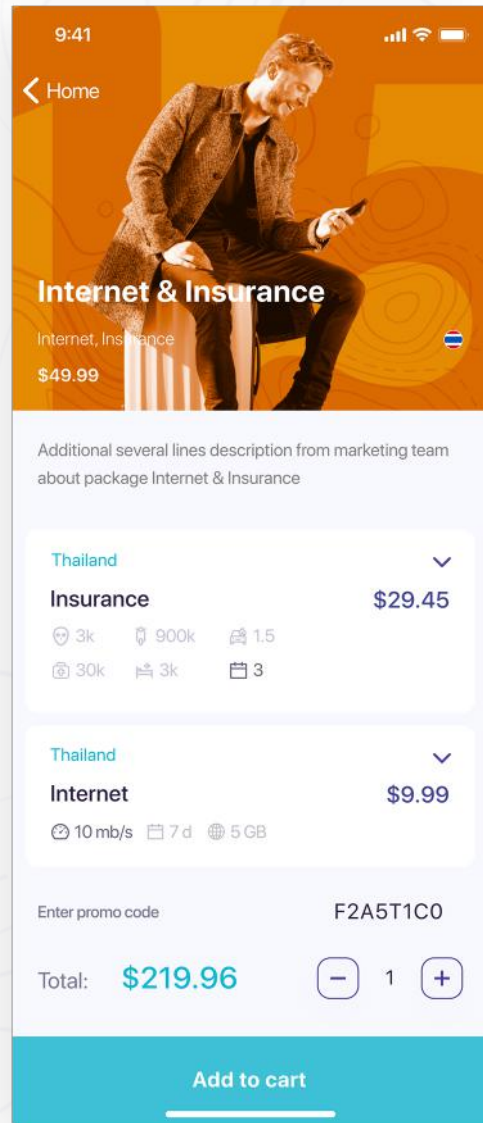 9:41
Home
Internet & Insurance
Internet, Insurance
$49.99
Additional several lines description from marketing team
about package Internet & Insurance
Thailand
Insurance $29.45
3k 900k 1.5
30k 3k 3
Thailand
Internet $9.99
10 mb/s 7 d 5 GB
Enter promo code F2A5T1C0
Total: $219.96 − 1 +
Add to cart